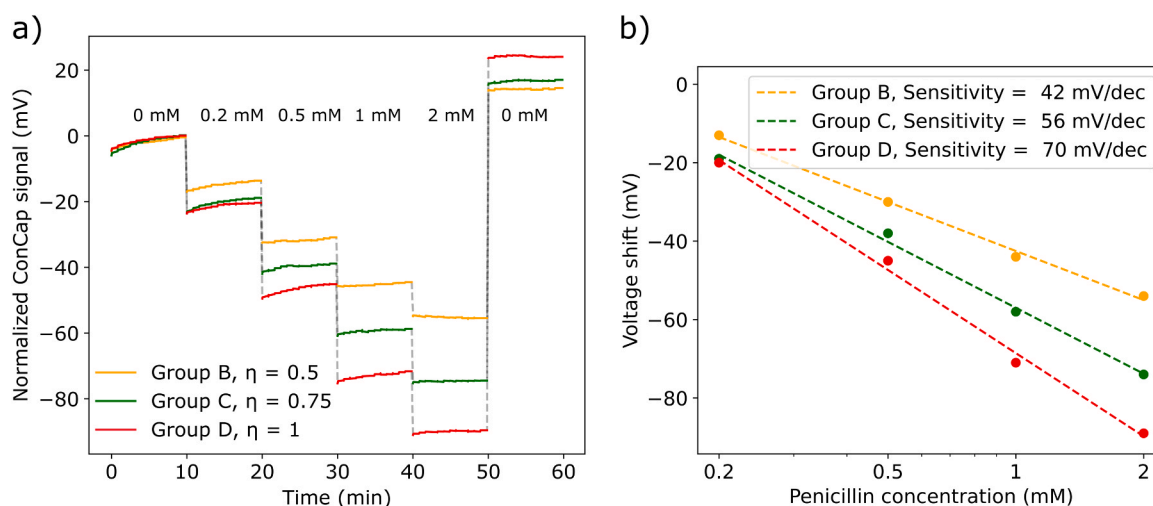 a)
Normalized ConCap signal (mV)
20
0
−20
−40
−60
−80
0 mM 0.2 mM 0.5 mM 1 mM 2 mM 0 mM
Group B, η = 0.5
Group C, η = 0.75
Group D, η = 1
0 10 20 30 40 50 60
Time (min)
b)
Voltage shift (mV)
0
−20
−40
−60
−80
Group B, Sensitivity = 42 mV/dec
Group C, Sensitivity = 56 mV/dec
Group D, Sensitivity = 70 mV/dec
0.2 0.5 1 2
Penicillin concentration (mM)